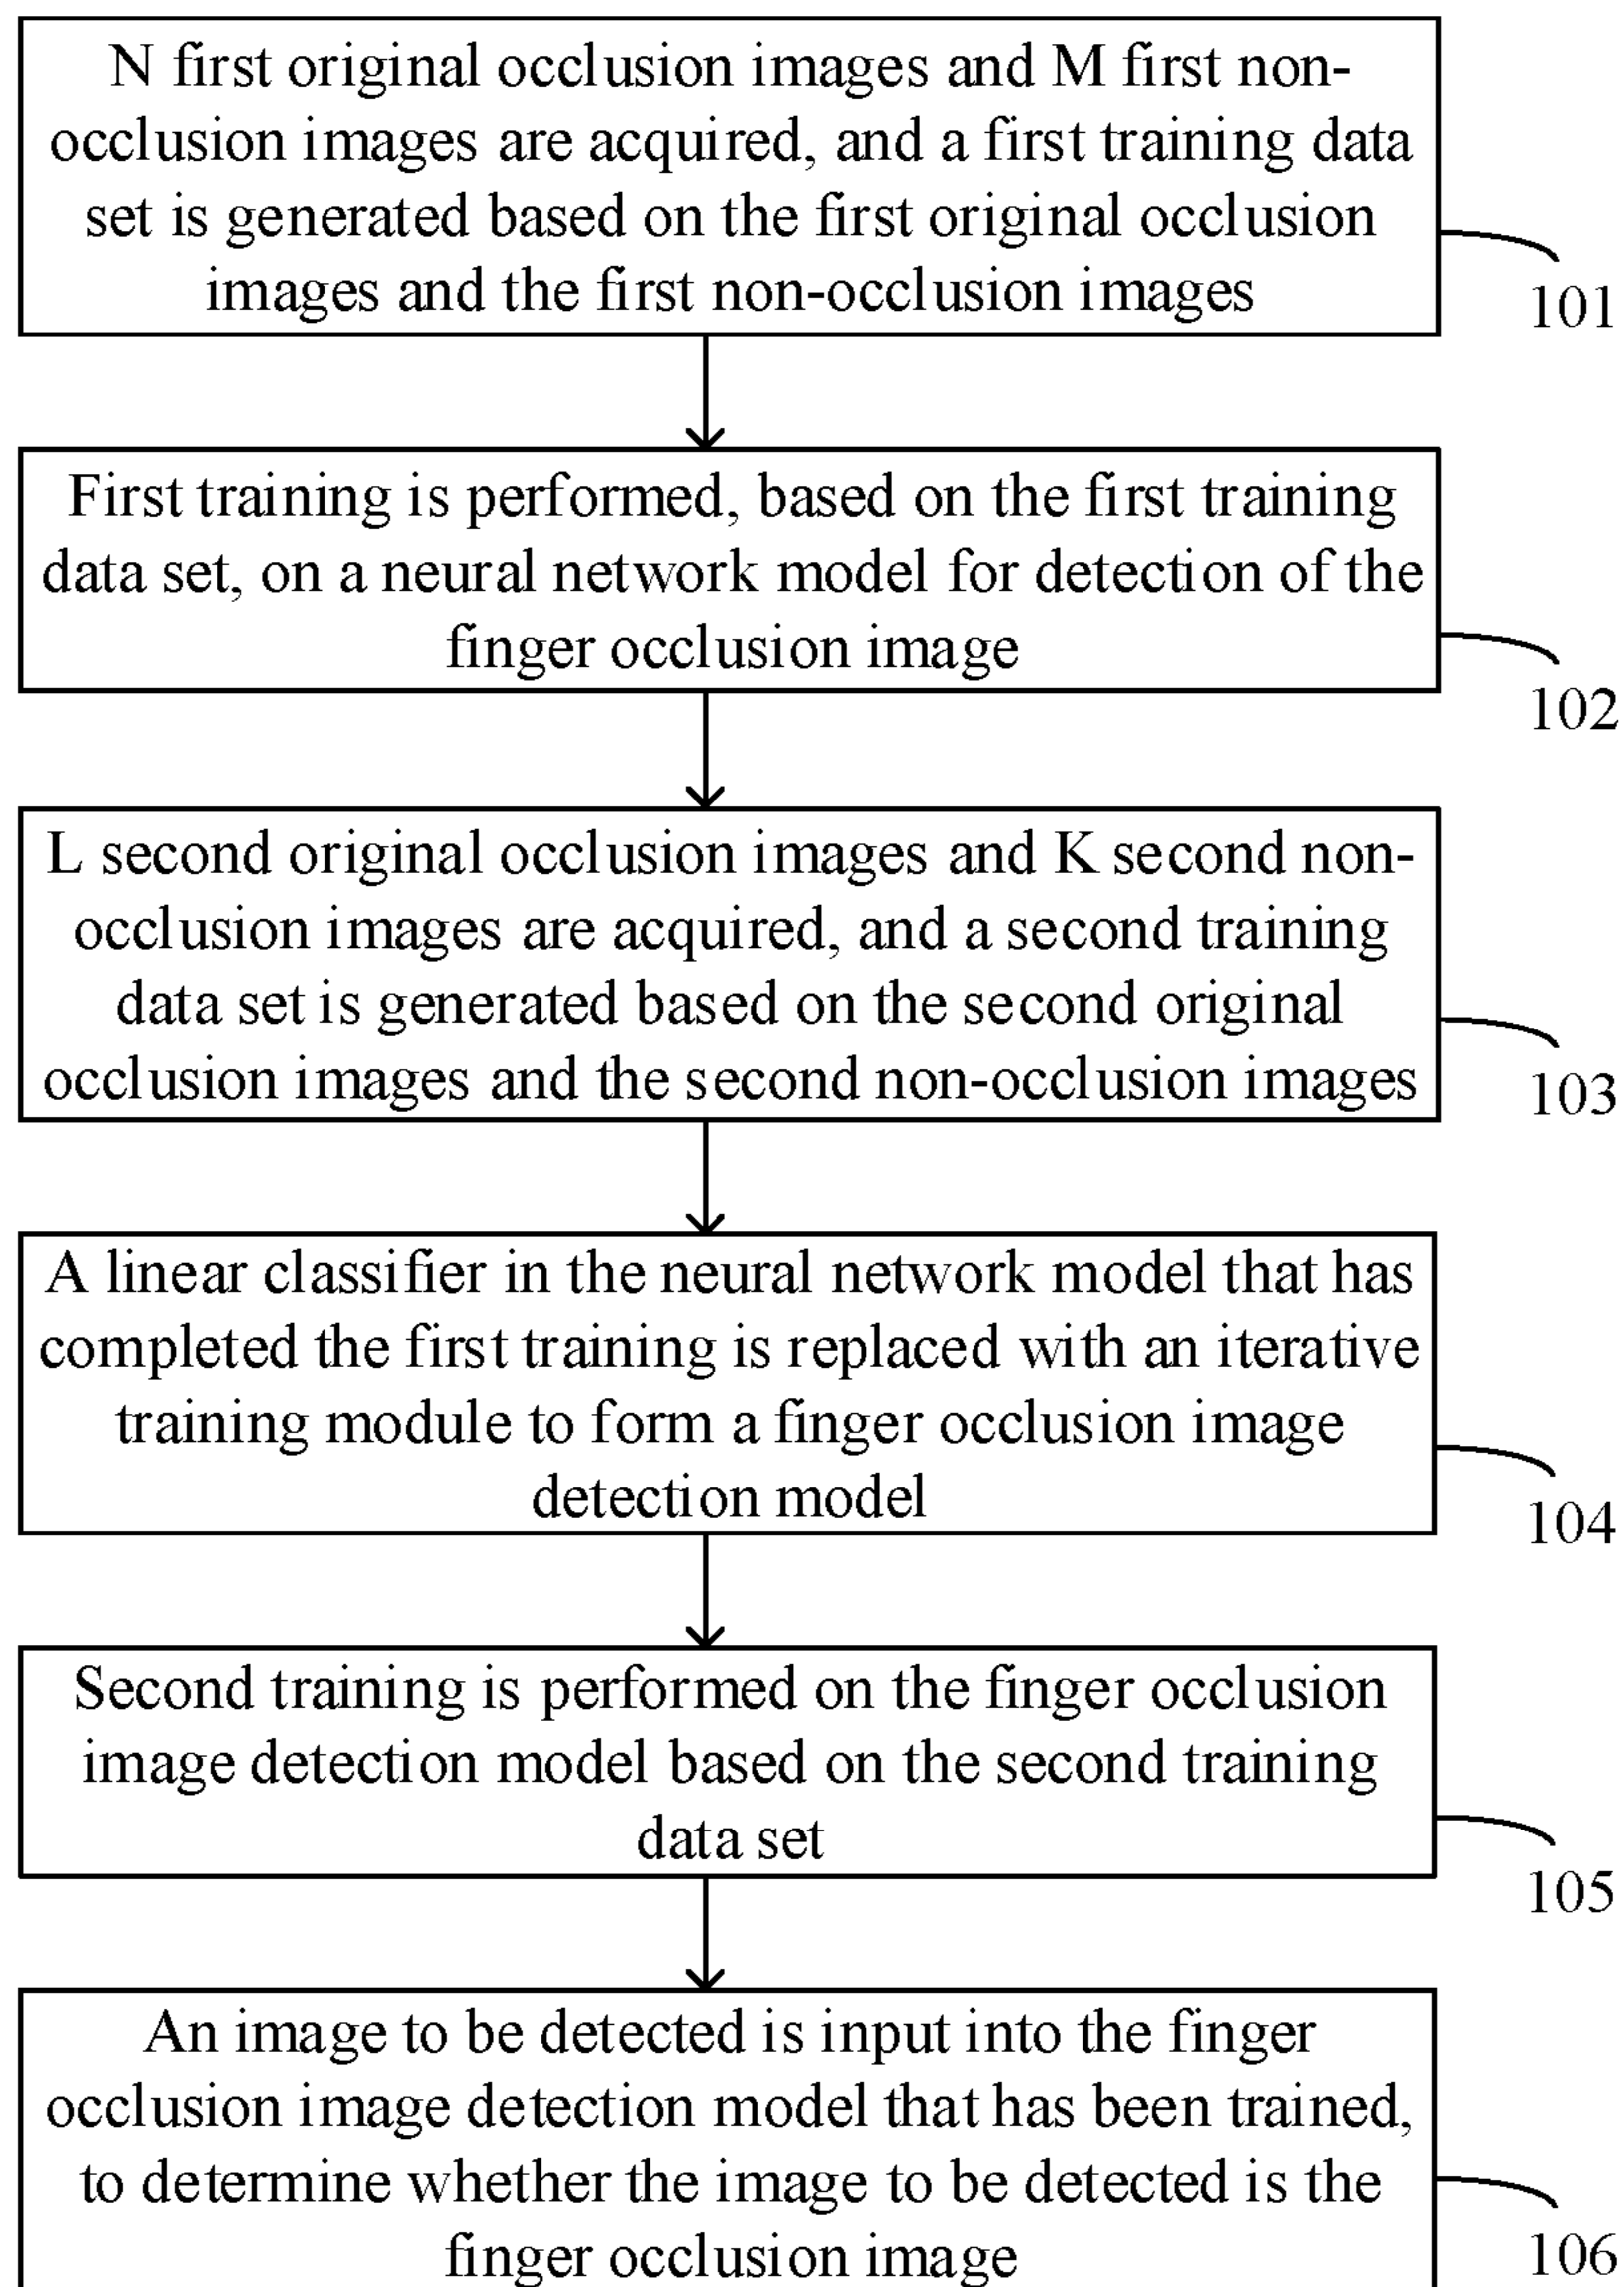 N first original occlusion images and M first non-
occlusion images are acquired, and a first training data
set is generated based on the first original occlusion
images and the first non-occlusion images
101
First training is performed, based on the first training
data set, on a neural network model for detection of the
finger occlusion image
102
L second original occlusion images and K second non-
occlusion images are acquired, and a second training
data set is generated based on the second original
occlusion images and the second non-occlusion images
103
A linear classifier in the neural network model that has
completed the first training is replaced with an iterative
training module to form a finger occlusion image
detection model
104
Second training is performed on the finger occlusion
image detection model based on the second training
data set
105
An image to be detected is input into the finger
occlusion image detection model that has been trained,
to determine whether the image to be detected is the
finger occlusion image
106